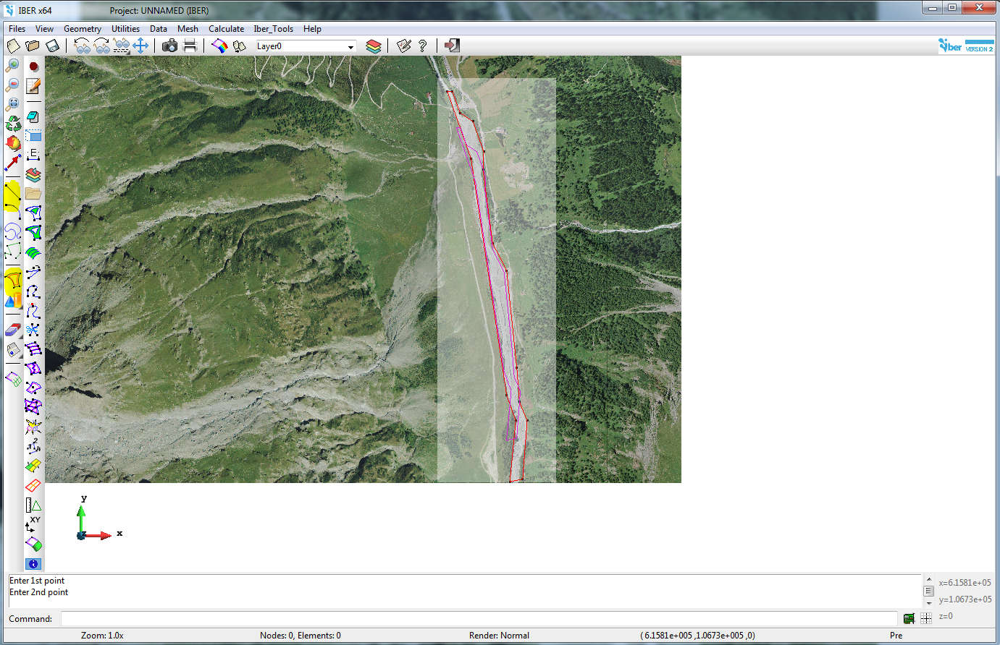 IBER x64
Project: UNNAMED (IBER)
Files View Geometry Utilities Data Mesh Calculate Iber_Tools Help
Layer0
Iber VERSION 2
E
2
XY
y
z x
Enter 1st point
Enter 2nd point
x=6.1581e+05
y=1.0673e+05
z=0
Command:
Zoom: 1.0x Nodes: 0, Elements: 0 Render: Normal (6.1581e+005 ,1.0673e+005 ,0) Pre